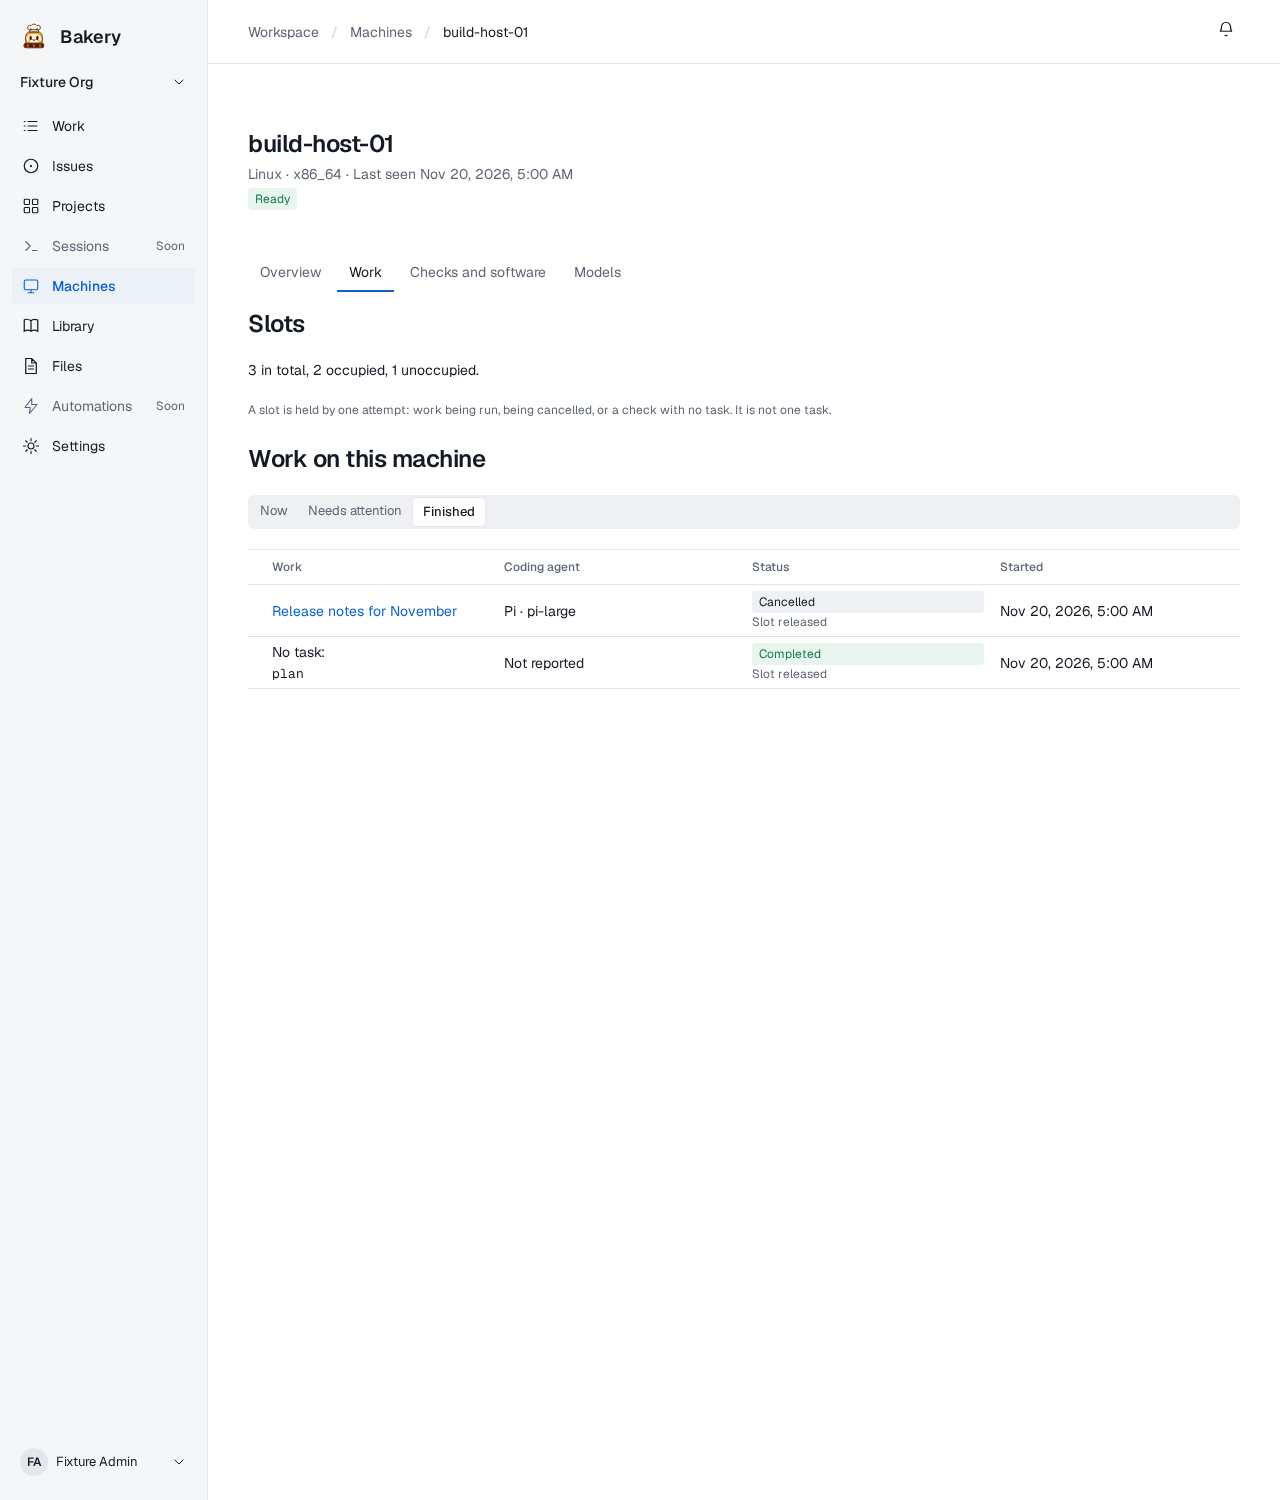 Bakery
Fixture Org
Work
Issues
Projects
Sessions Soon
Machines
Library
Files
Automations Soon
Settings
FA Fixture Admin
Workspace / Machines / build-host-01
build-host-01
Linux · x86_64 · Last seen Nov 20, 2026, 5:00 AM
Ready
Overview Work Checks and software Models
Slots
3 in total, 2 occupied, 1 unoccupied.
A slot is held by one attempt: work being run, being cancelled, or a check with no task. It is not one task.
Work on this machine
Now Needs attention Finished
Work Coding agent Status Started
Release notes for November Pi · pi-large Cancelled Nov 20, 2026, 5:00 AM
Slot released
No task: Not reported Completed Nov 20, 2026, 5:00 AM
plan Slot released